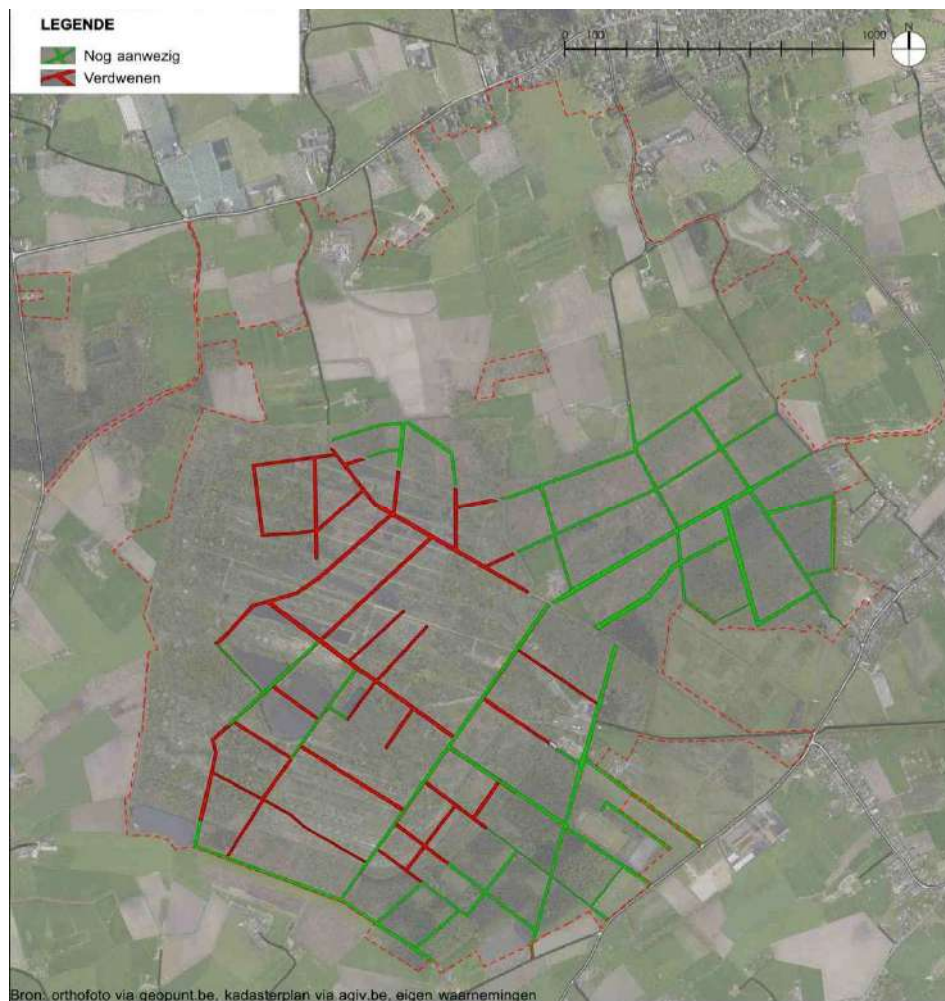 LEGENDE
Nog aanwezig
Verdwenen
0 100 1000 N
Bron: orthofoto via geopunt.be, kadasterplan via agiv.be, eigen waarnemingen